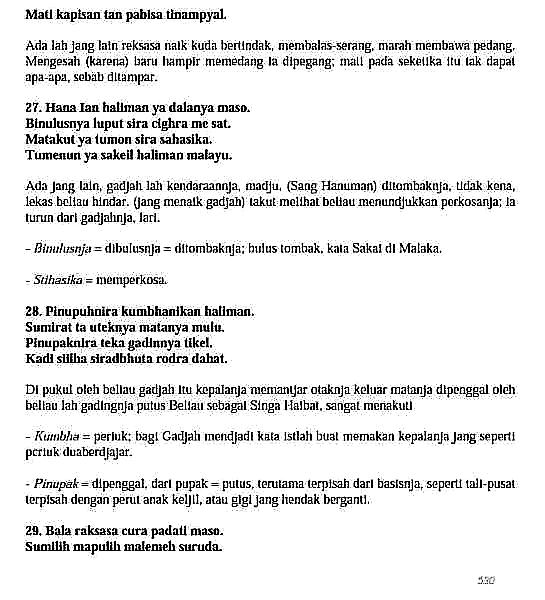 Mati kapisan tan pabisa tinampyal.
Ada lah jang lain reksasa naik kuda bertindak, membalas-serang, marah membawa pedang.
Mengesah (karena) baru hampir memedang ia dipegang; mati pada seketika itu tak dapat
apa-apa, sebab ditampar.
27. Hana Ian haliman ya dalanya maso.
Binulusnya luput sira cighra me sat.
Matakut ya tumon sira sahasika.
Tumenun ya sakeil haliman malayu.
Ada jang lain, gadjah lah kendaraannja, madju, (Sang Hanuman) ditombaknja, tidak kena,
lekas beliau hindar. (jang menaik gadjah) takut melihat beliau menundjukkan perkosanja; ia
turun dari gadjahnja, lari.
- Binulusnja = dibulusnja = ditombaknja; bulus tombak, kata Sakai di Malaka.
- Stihasika = memperkosa.
28. Pinupuhnira kumbhanikan haliman.
Sumirat ta uteknya matanya mulu.
Pinupaknira teka gadinnya tikel.
Kadi siliha siradbhuta rodra dahat.
Di pukul oleh beliau gadjah itu kepalanja memantjar otaknja keluar matanja dipenggal oleh
beliau lah gadingnja putus Beliau sebagai Singa Haibat, sangat menakuti
- Kumbha = periuk; bagi Gadjah mendjadi kata istiah buat memakan kepalanja jang seperti
periuk duaberdjajar.
- Pinupak = dipenggal, dari pupak = putus, terutama terpisah dari basisnja, seperti tali-pusat
terpisah dengan perut anak keljil, atau gigi jang hendak berganti.
29. Bala raksasa cura padati maso.
Sumilih mapulih malemeh suruda.
530